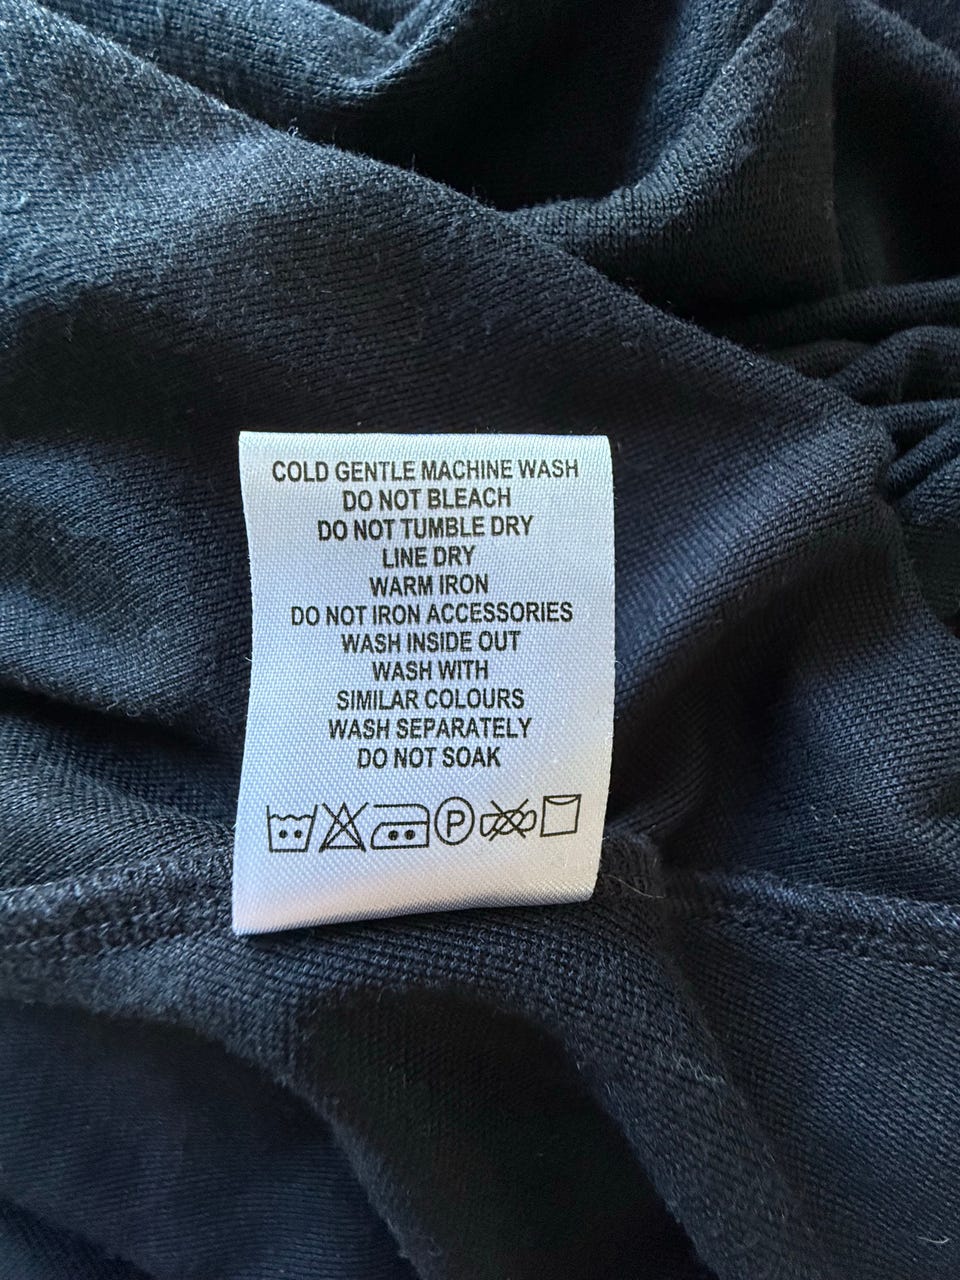 COLD GENTLE MACHINE WASH
DO NOT BLEACH
DO NOT TUMBLE DRY
LINE DRY
WARM IRON
DO NOT IRON ACCESSORIES
WASH INSIDE OUT
WASH WITH
SIMILAR COLOURS
WASH SEPARATELY
DO NOT SOAK
P